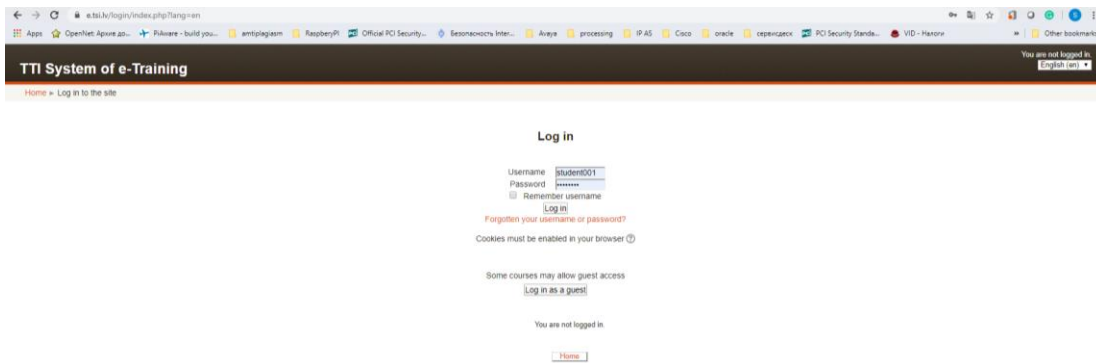 e.tsi.lv/login/index.php?lang=en
Apps OpenNet: Архив до... PiAware - build you... amtiplagiasm RaspberyPI Official PCI Security... Безопасность Inter... Avaya processing IP AS Cisco oracle сервисдеск PCI Security Standa... VID - Налоги » Other bookmarks
You are not logged in.
TTI System of e-Training
English (en)
Home » Log in to the site
Log in
Username student001
Password ••••••••
Remember username
Log in
Forgotten your username or password?
Cookies must be enabled in your browser ?
Some courses may allow guest access
Log in as a guest
You are not logged in.
Home